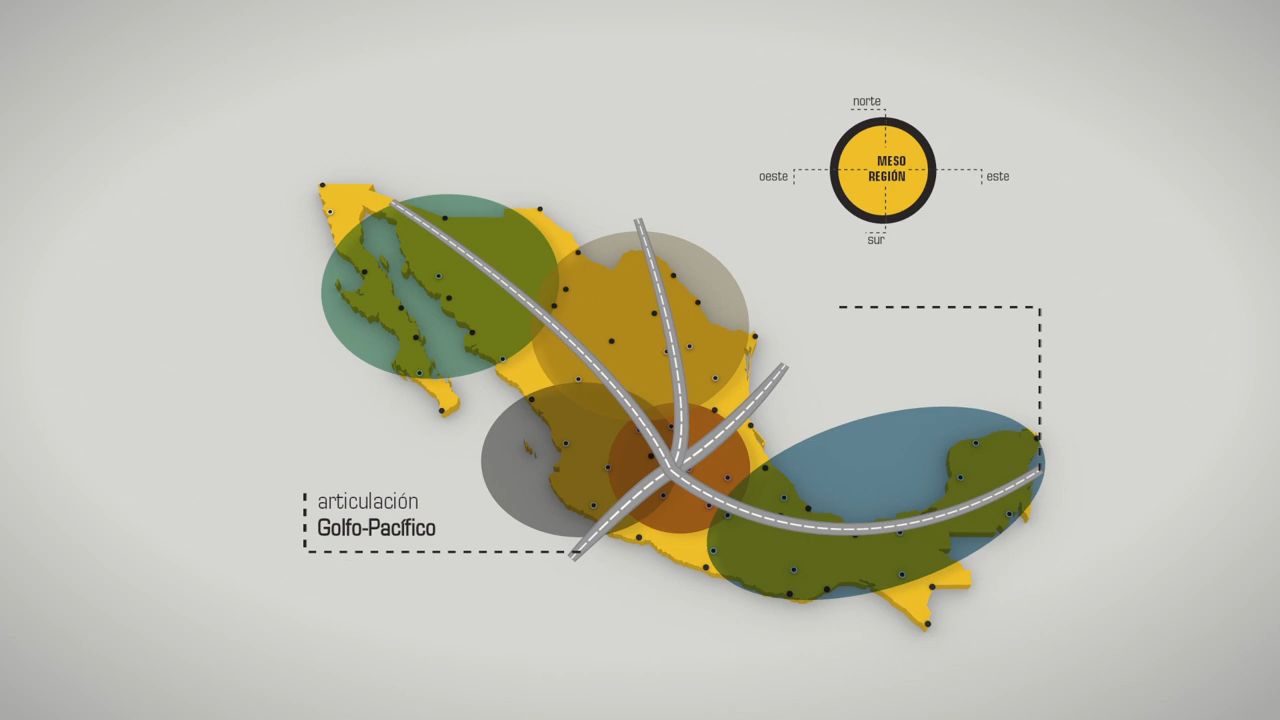 norte
MESO
REGIÓN
oeste
este
sur
articulación
Golfo-Pacífico